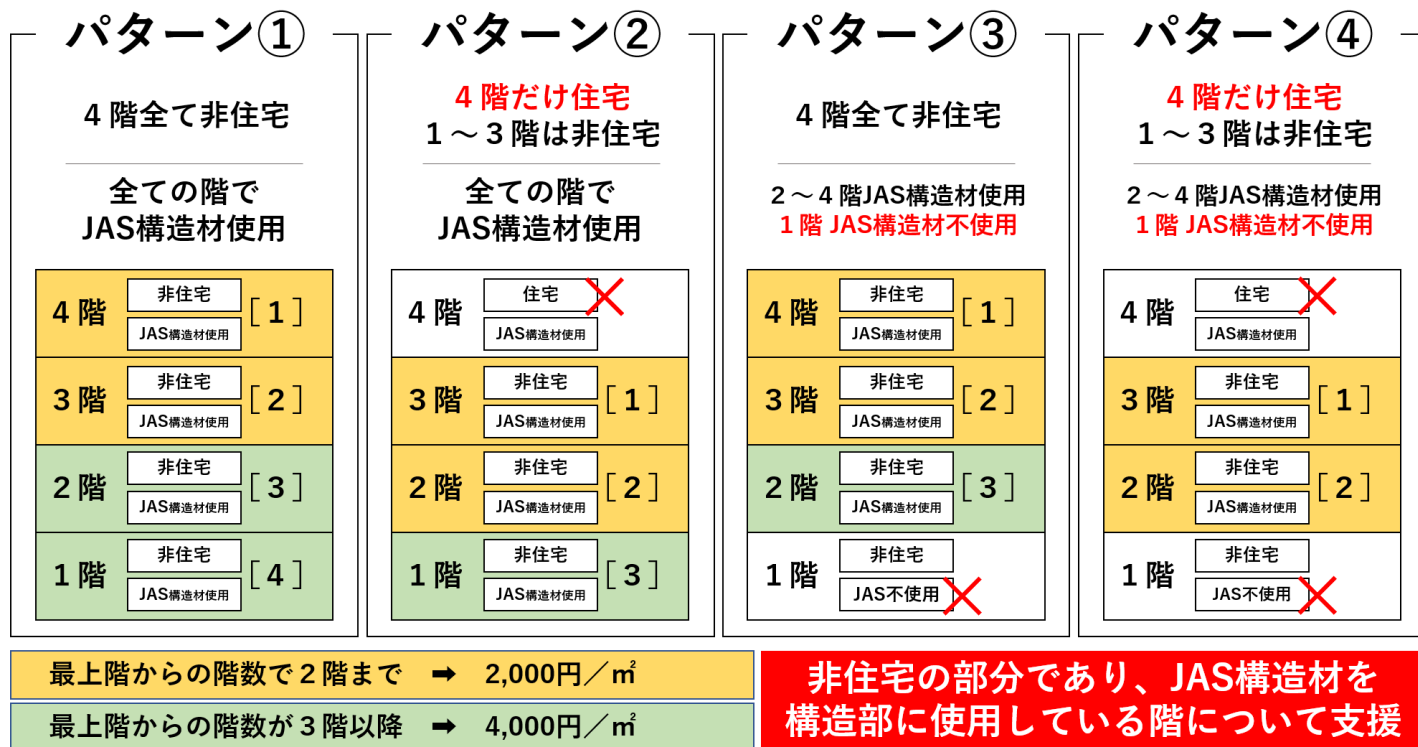 パターン①
4階全て非住宅
全ての階で
JAS構造材使用
4階
非住宅
JAS構造材使用
[1]
3階
非住宅
JAS構造材使用
[2]
2階
非住宅
JAS構造材使用
[3]
1階
非住宅
JAS構造材使用
[4]
パターン②
4階だけ住宅
1～3階は非住宅
全ての階で
JAS構造材使用
4階
住宅
JAS構造材使用
3階
非住宅
JAS構造材使用
[1]
2階
非住宅
JAS構造材使用
[2]
1階
非住宅
JAS構造材使用
[3]
パターン③
4階全て非住宅
2～4階JAS構造材使用
1階 JAS構造材不使用
4階
非住宅
JAS構造材使用
[1]
3階
非住宅
JAS構造材使用
[2]
2階
非住宅
JAS構造材使用
[3]
1階
非住宅
JAS不使用
パターン④
4階だけ住宅
1～3階は非住宅
2～4階JAS構造材使用
1階 JAS構造材不使用
4階
住宅
JAS構造材使用
3階
非住宅
JAS構造材使用
[1]
2階
非住宅
JAS構造材使用
[2]
1階
非住宅
JAS不使用
最上階からの階数で2階まで ➡ 2,000円／㎡
最上階からの階数が3階以降 ➡ 4,000円／㎡
非住宅の部分であり、JAS構造材を
構造部に使用している階について支援